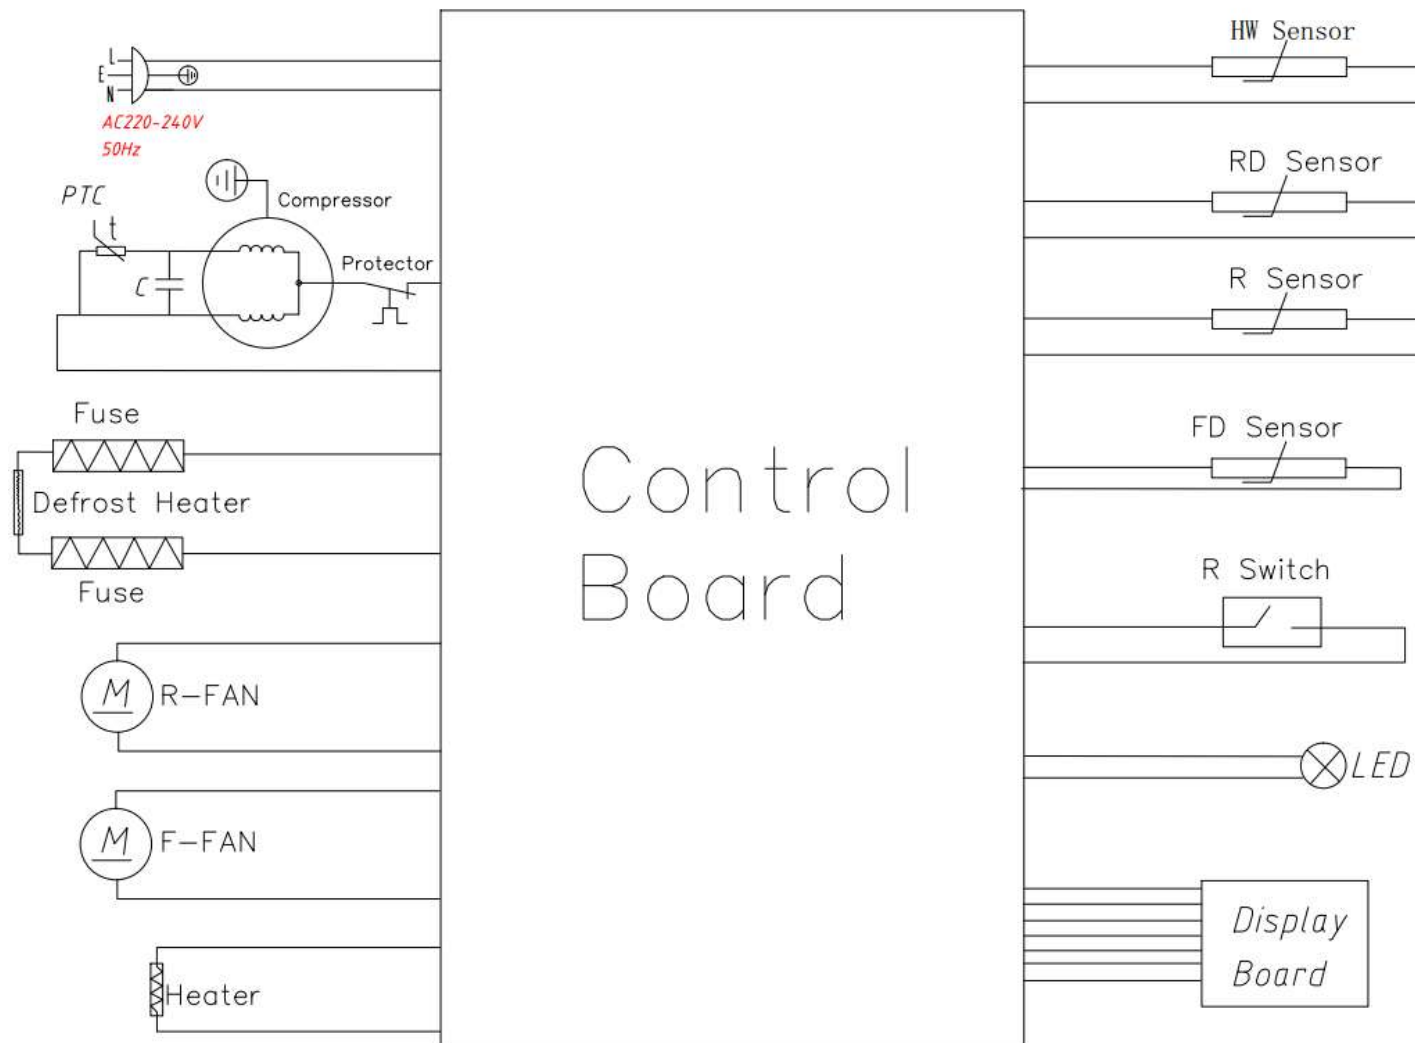 L
E
N
AC220-240V
50Hz
PTC
t
C
Compressor
Protector
Fuse
Defrost Heater
Fuse
M
R-FAN
M
F-FAN
Heater
Control
Board
HW Sensor
RD Sensor
R Sensor
FD Sensor
R Switch
LED
Display
Board